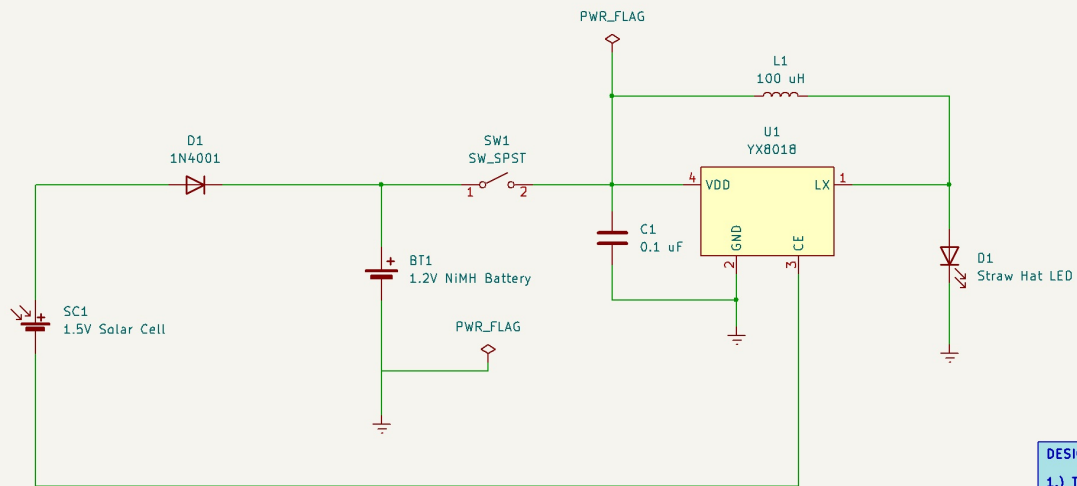 PWR_FLAG
L1
100 uH
D1
1N4001
SW1
SW_SPST
1
2
U1
YX8018
4
VDD
LX
1
GND
CE
2
3
C1
0.1 uF
BT1
1.2V NiMH Battery
D1
Straw Hat LED
SC1
1.5V Solar Cell
PWR_FLAG